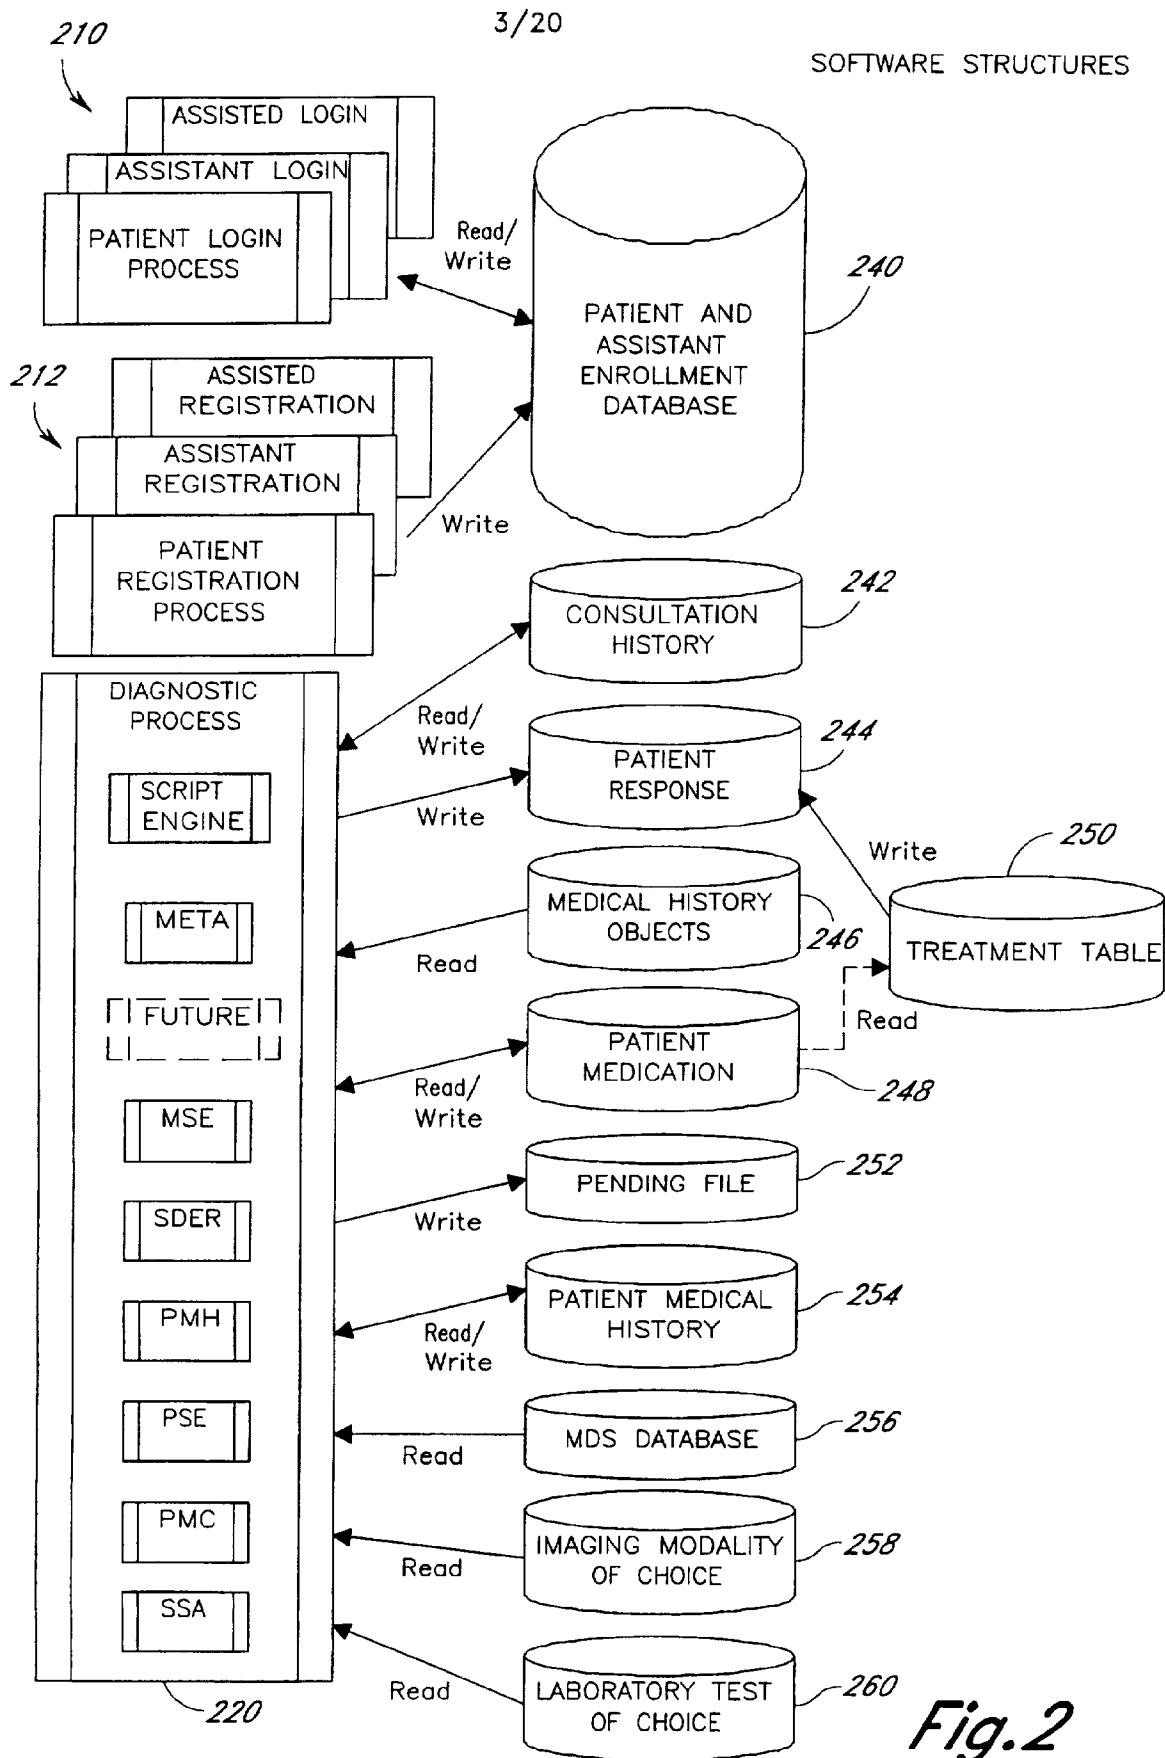 3/20
SOFTWARE STRUCTURES
210
ASSISTED LOGIN
ASSISTANT LOGIN
PATIENT LOGIN
PROCESS
Read/
Write
240
PATIENT AND
ASSISTANT
ENROLLMENT
DATABASE
212
ASSISTED
REGISTRATION
ASSISTANT
REGISTRATION
PATIENT
REGISTRATION
PROCESS
Write
242
CONSULTATION
HISTORY
DIAGNOSTIC
PROCESS
Read/
Write
244
PATIENT
RESPONSE
SCRIPT
ENGINE
Write
Write
250
MEDICAL HISTORY
OBJECTS
246
META
Read
TREATMENT TABLE
FUTURE
Read
PATIENT
MEDICATION
248
Read/
Write
MSE
252
PENDING FILE
SDER
Write
254
PATIENT MEDICAL
HISTORY
PMH
Read/
Write
PSE
256
MDS DATABASE
Read
PMC
258
IMAGING MODALITY
OF CHOICE
Read
SSA
260
LABORATORY TEST
OF CHOICE
Read
220
Fig.2